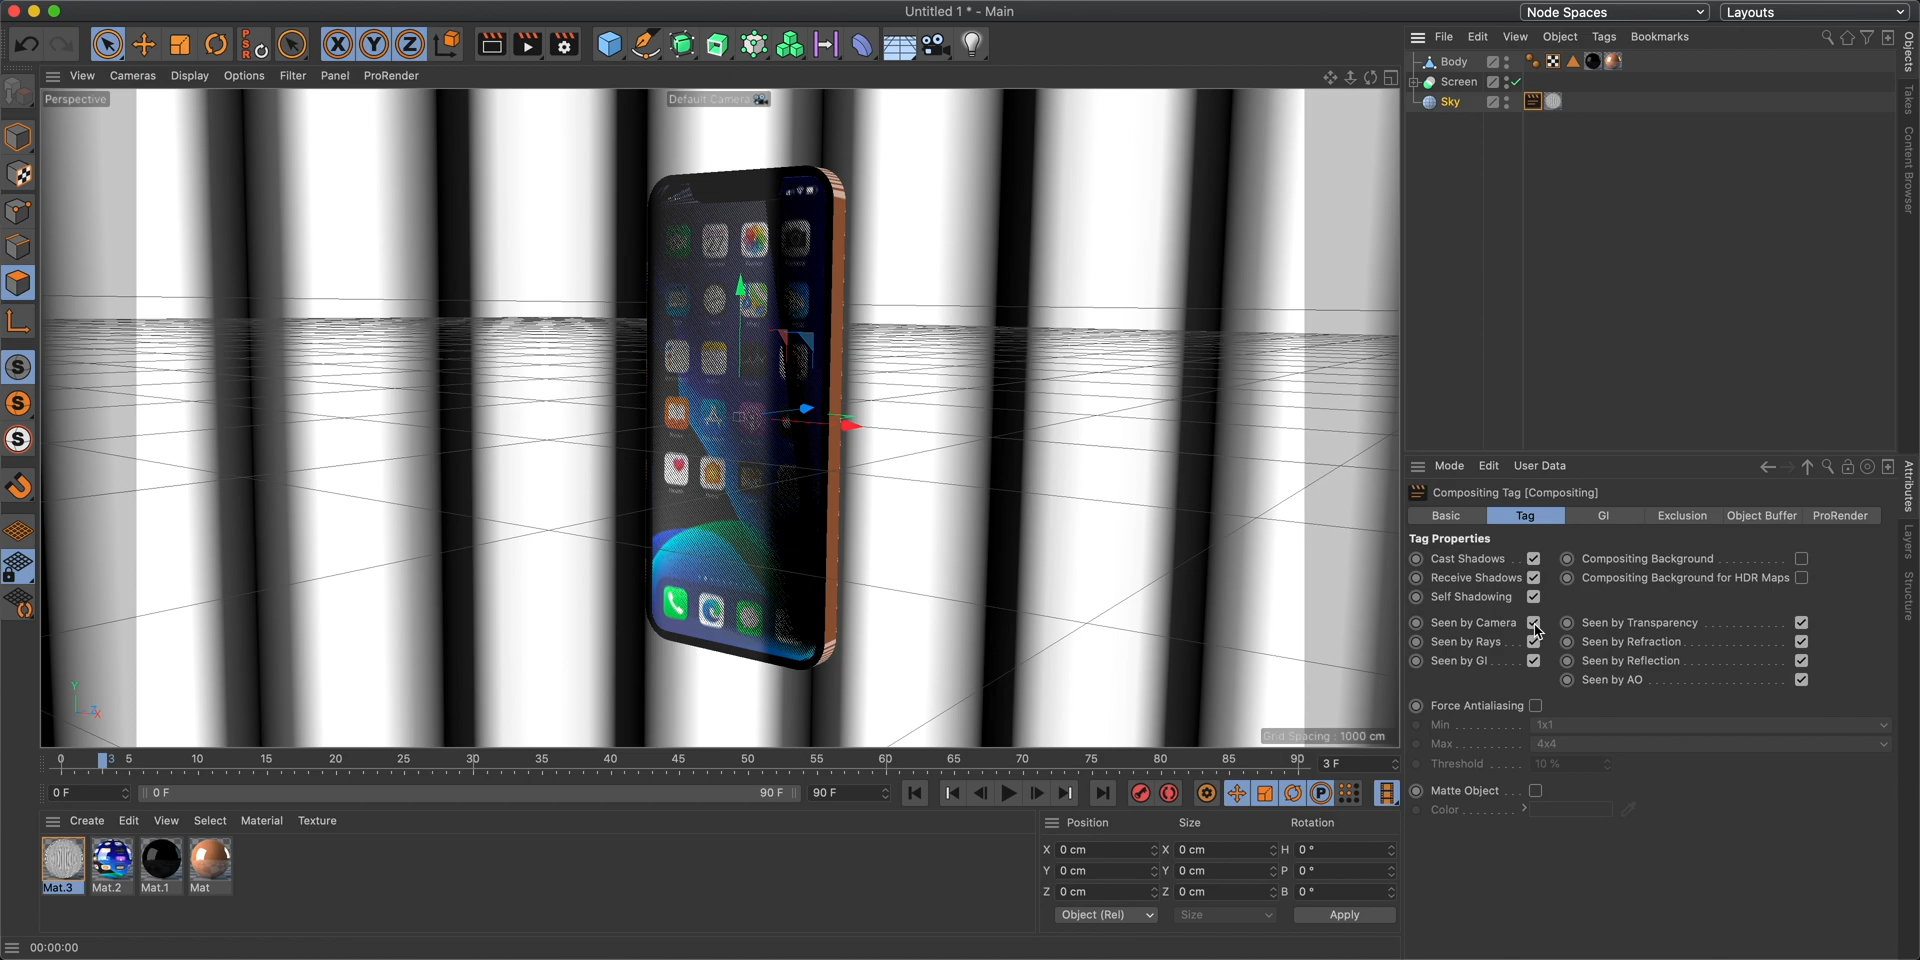 Untitled 1 * - Main
Node Spaces
Layouts
PSR
X Y Z
File Edit View Object Tags Bookmarks
View Cameras Display Options Filter Panel ProRender
Perspective
Default Camera
Body
Screen
Sky
Objects
Takes
Content Browser
Mode Edit User Data
Compositing Tag [Compositing]
Basic Tag GI Exclusion Object Buffer ProRender
Tag Properties
Cast Shadows
Compositing Background
Receive Shadows
Compositing Background for HDR Maps
Self Shadowing
Seen by Camera
Seen by Transparency
Seen by Rays
Seen by Refraction
Seen by GI
Seen by Reflection
Seen by AO
Force Antialiasing
Min 1x1
Max 4x4
Threshold 10 %
Matte Object
Color
Attributes
Layers
Structure
Y
Z X
Grid Spacing : 1000 cm
0 3 5 10 15 20 25 30 35 40 45 50 55 60 65 70 75 80 85 90 3 F
0 F 0 F 90 F 90 F
Create Edit View Select Material Texture
Mat.3 Mat.2 Mat.1 Mat
Position Size Rotation
X 0 cm X 0 cm H 0 °
Y 0 cm Y 0 cm P 0 °
Z 0 cm Z 0 cm B 0 °
Object (Rel) Size Apply
00:00:00